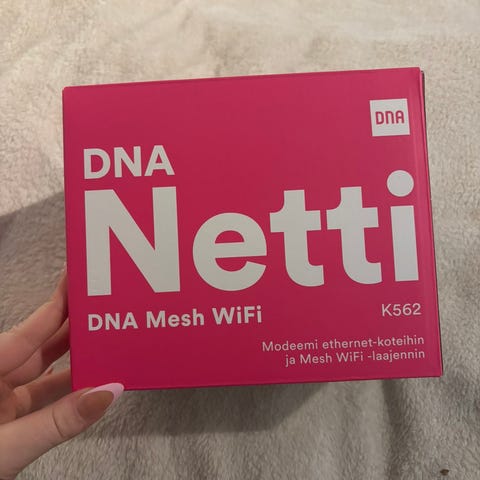 DNA
DNA
Netti
DNA Mesh WiFi
K562
Modeemi ethernet-koteihin
ja Mesh WiFi -laajennin